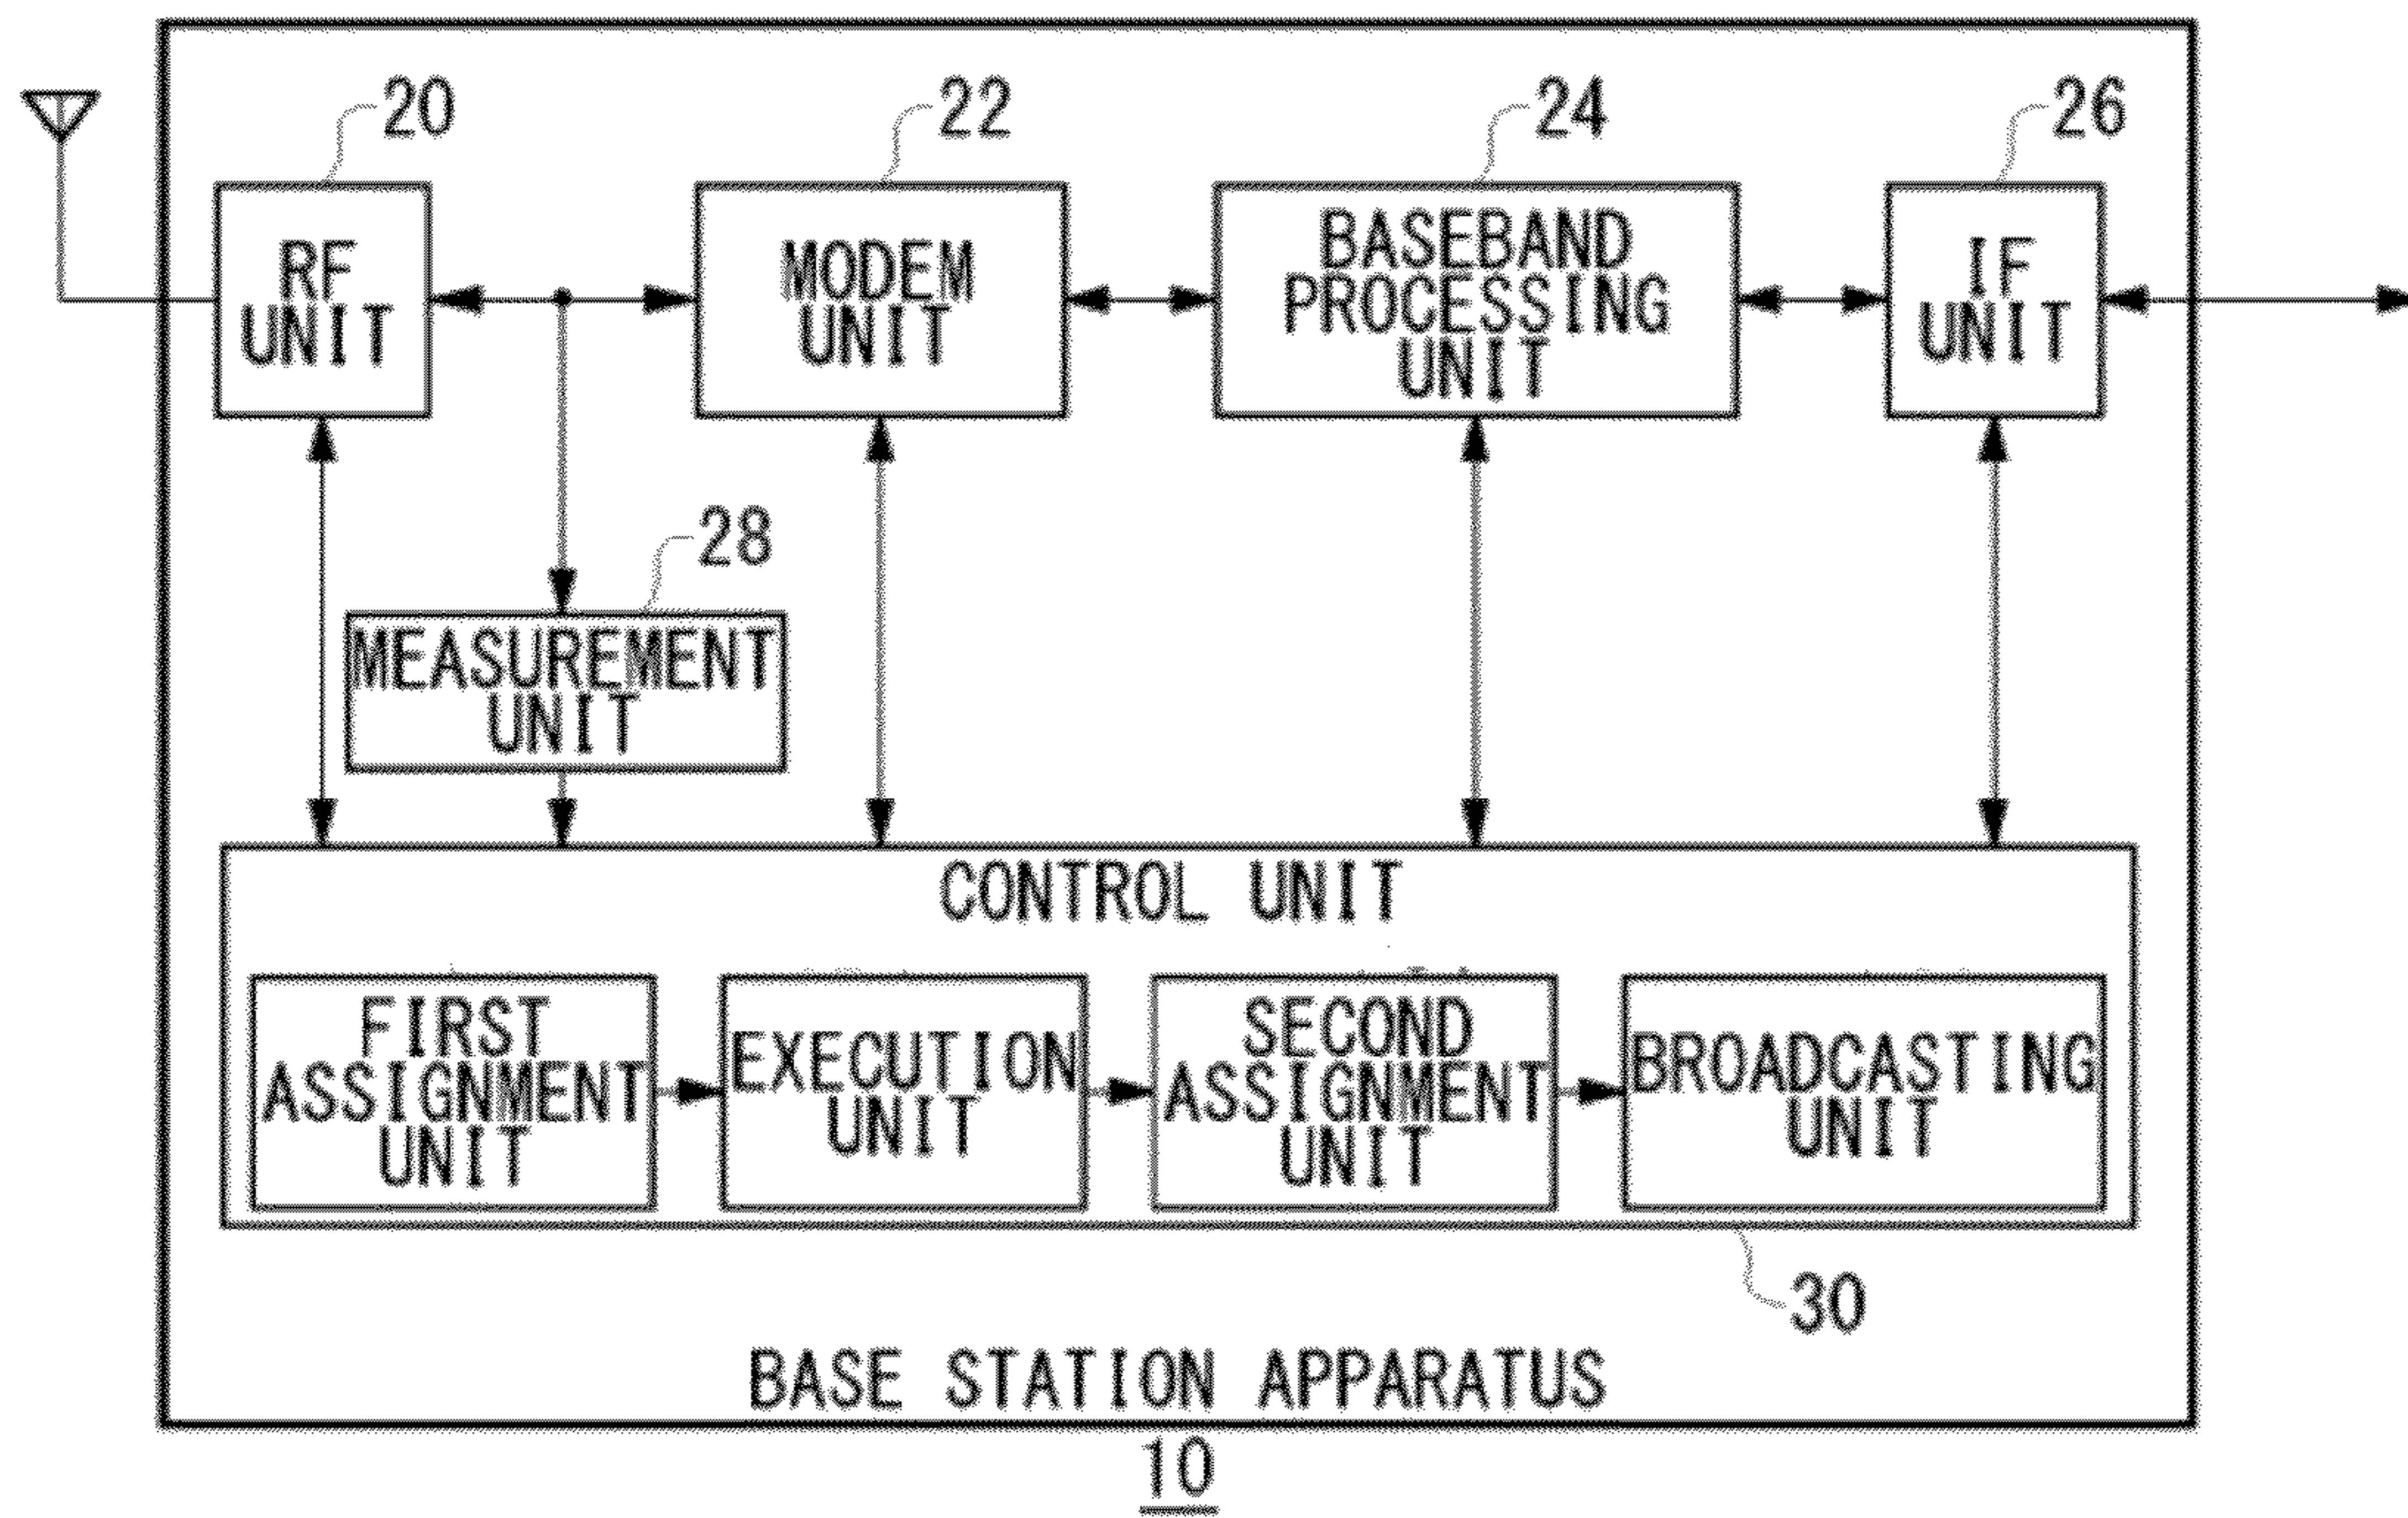 20
22
24
26
RF
UNIT
MODEM
UNIT
BASEBAND
PROCESSING
UNIT
IF
UNIT
28
MEASUREMENT
UNIT
CONTROL UNIT
FIRST
ASSIGNMENT
UNIT
EXECUTION
UNIT
SECOND
ASSIGNMENT
UNIT
BROADCASTING
UNIT
30
BASE STATION APPARATUS
10